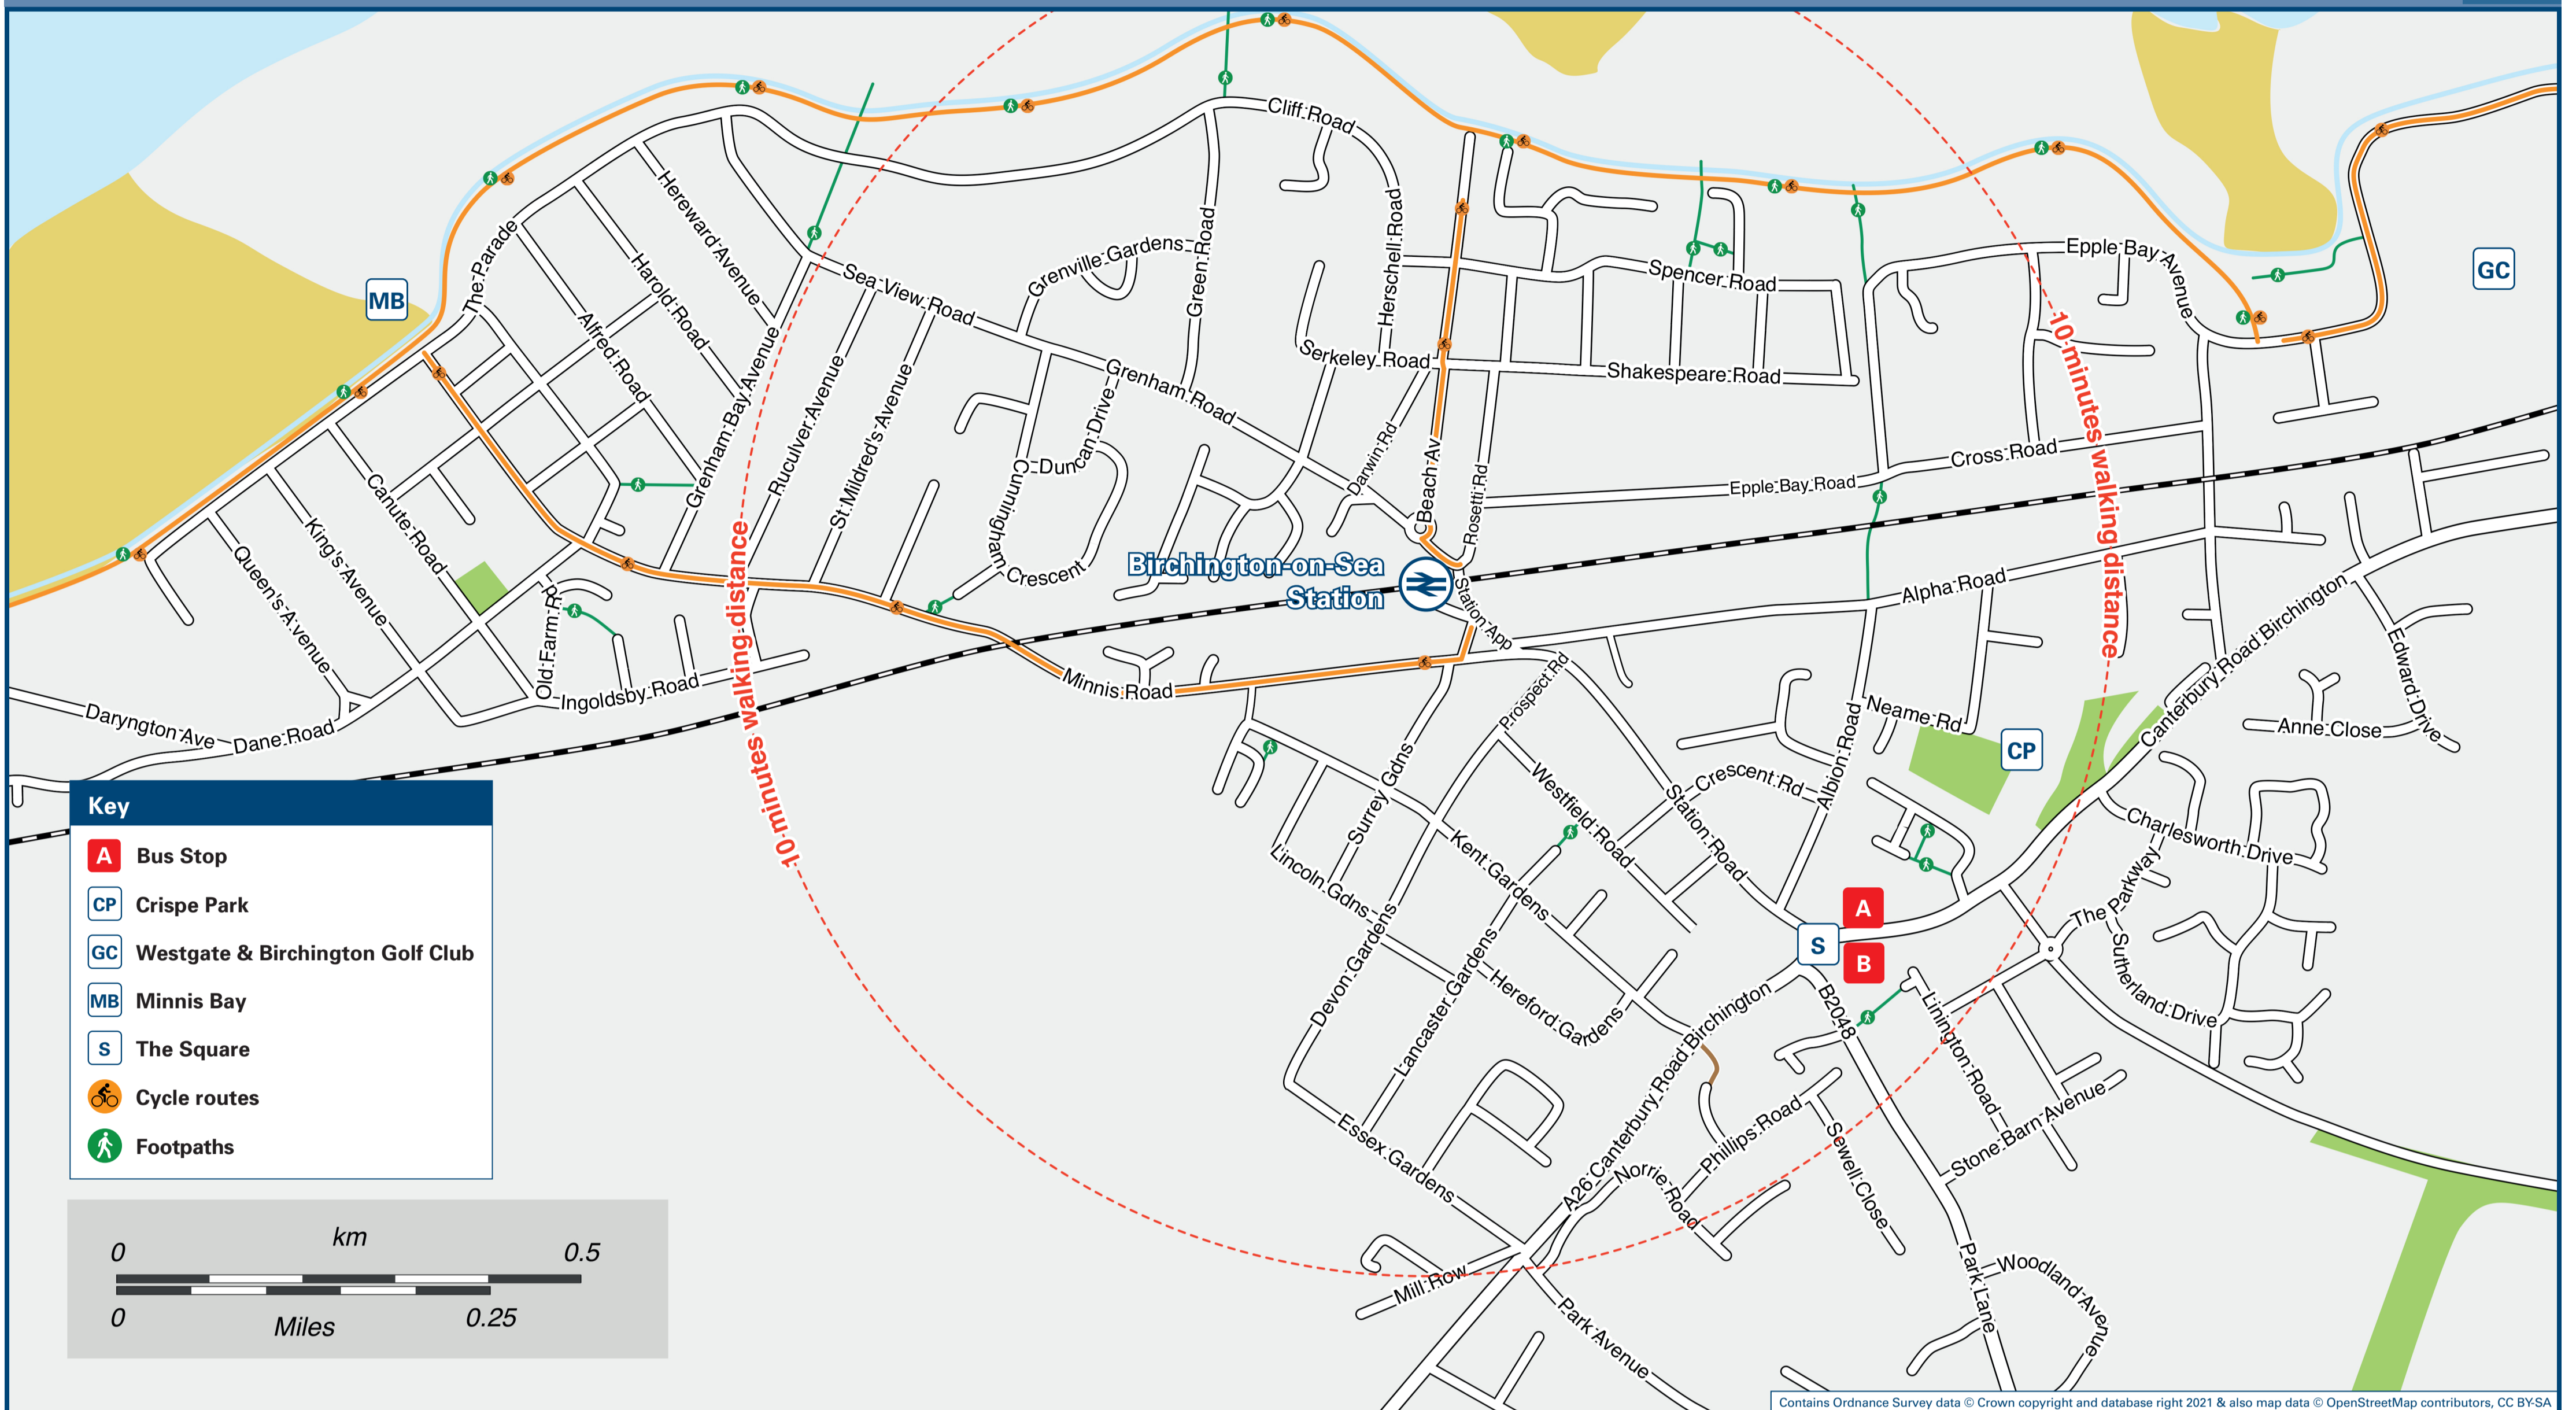 Cliff Road
The Parade
Hereward Avenue
Harold Road
Alfred Road
MB
Sea View Road
Grenville Gardens
Green Road
Herschell Road
Spencer Road
Epple Bay Avenue
GC
Serkeley Road
Shakespeare Road
Grenham Road
Grenham Bay Avenue
Ruculver Avenue
St Mildred's Avenue
Duncan Drive
C
Cunningham
Crescent
Darwin Rd
Beach Av
C
Rosetti Rd
Epple Bay Road
Cross Road
10 minutes walking distance
Canute Road
King's Avenue
Queen's Avenue
Old Farm Rd
Ingoldsby Road
Daryngton Ave
Dane Road
10 minutes walking distance
Birchington-on-Sea
Station
Station App
Minnis Road
Alpha Road
Prospect Rd
Neame Rd
CP
Canterbury Road Birchington
Edward Drive
Anne Close
Albion Road
Crescent Rd
Westfield Road
Station Road
Surrey Gdns
Lincoln Gdns
Kent Gardens
Charlesworth Drive
The Parkway
Sutherland Drive
A
S
B
Devon Gardens
Lancaster Gardens
Hereford Gardens
A26 Canterbury Road Birchington
B2048
Linington Road
Stone Barn Avenue
Phillips Road
Sewell Close
Norrie Road
Essex Gardens
Mill Row
Park Avenue
Park Lane
Woodland Avenue
Key
A Bus Stop
CP Crispe Park
GC Westgate & Birchington Golf Club
MB Minnis Bay
S The Square
Cycle routes
Footpaths
km
0 0.5
0 0.25
Miles
Contains Ordnance Survey data © Crown copyright and database right 2021 & also map data © OpenStreetMap contributors, CC BY-SA